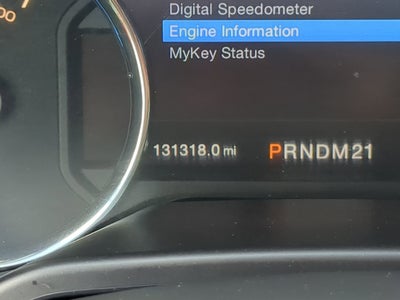 Digital Speedometer
Engine Information
MyKey Status
131318.0 mi PRNDM21